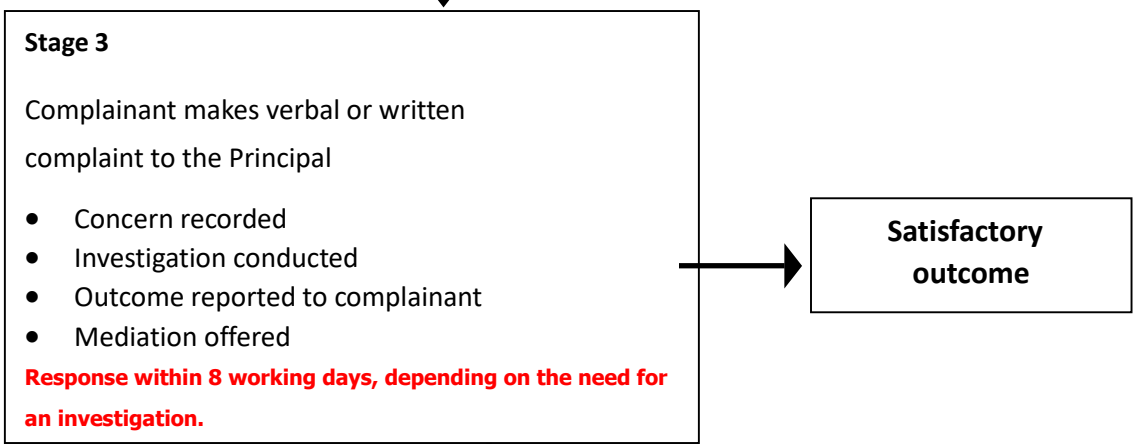 Stage 3
Complainant makes verbal or written
complaint to the Principal
• Concern recorded
• Investigation conducted
• Outcome reported to complainant
• Mediation offered
Response within 8 working days, depending on the need for
an investigation.
Satisfactory
outcome